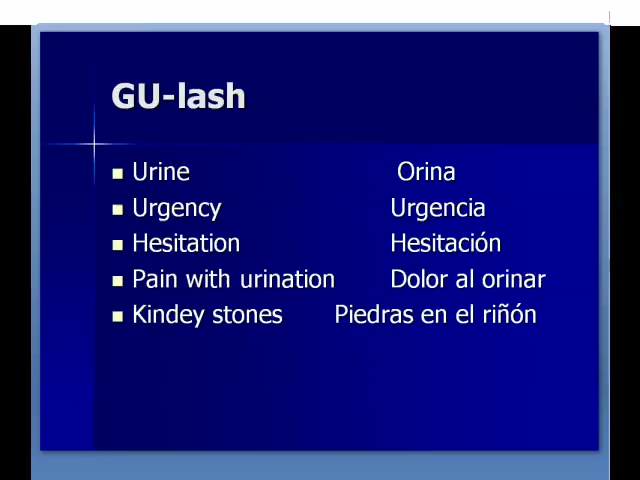 GU-lash
Urine Orina
Urgency Urgencia
Hesitation Hesitación
Pain with urination Dolor al orinar
Kindey stones Piedras en el riñón